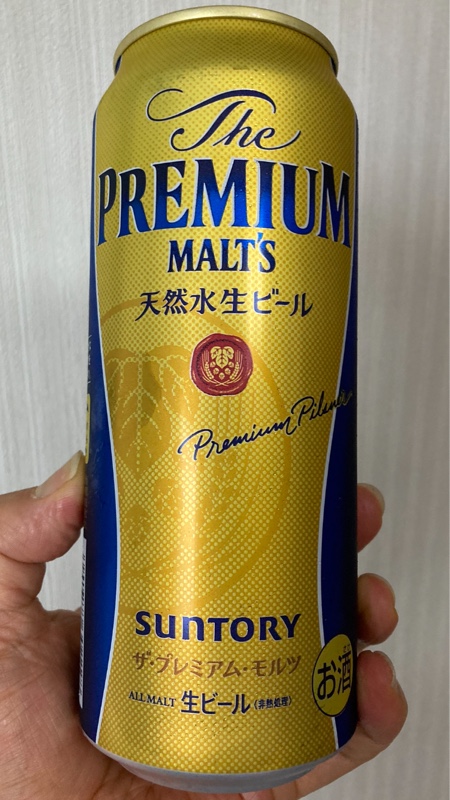 The
PREMIUM
MALT'S
天然水生ビール
Premium Pilsner
SUNTORY
ザ・プレミアム・モルツ
ALL MALT 生ビール (非熱処理)
お酒